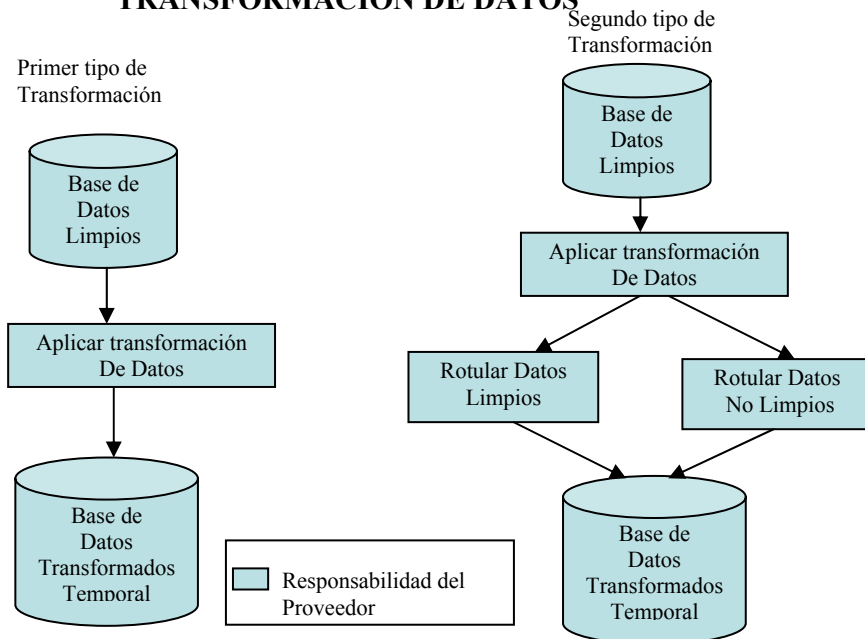 TRANSFORMACION DE DATOS
Primer tipo de
Transformación
Base de
Datos
Limpios
Aplicar transformación
De Datos
Base de
Datos
Transformados
Temporal
Segundo tipo de
Transformación
Base de
Datos
Limpios
Aplicar transformación
De Datos
Rotular Datos
Limpios
Rotular Datos
No Limpios
Base de
Datos
Transformados
Temporal
Responsabilidad del
Proveedor